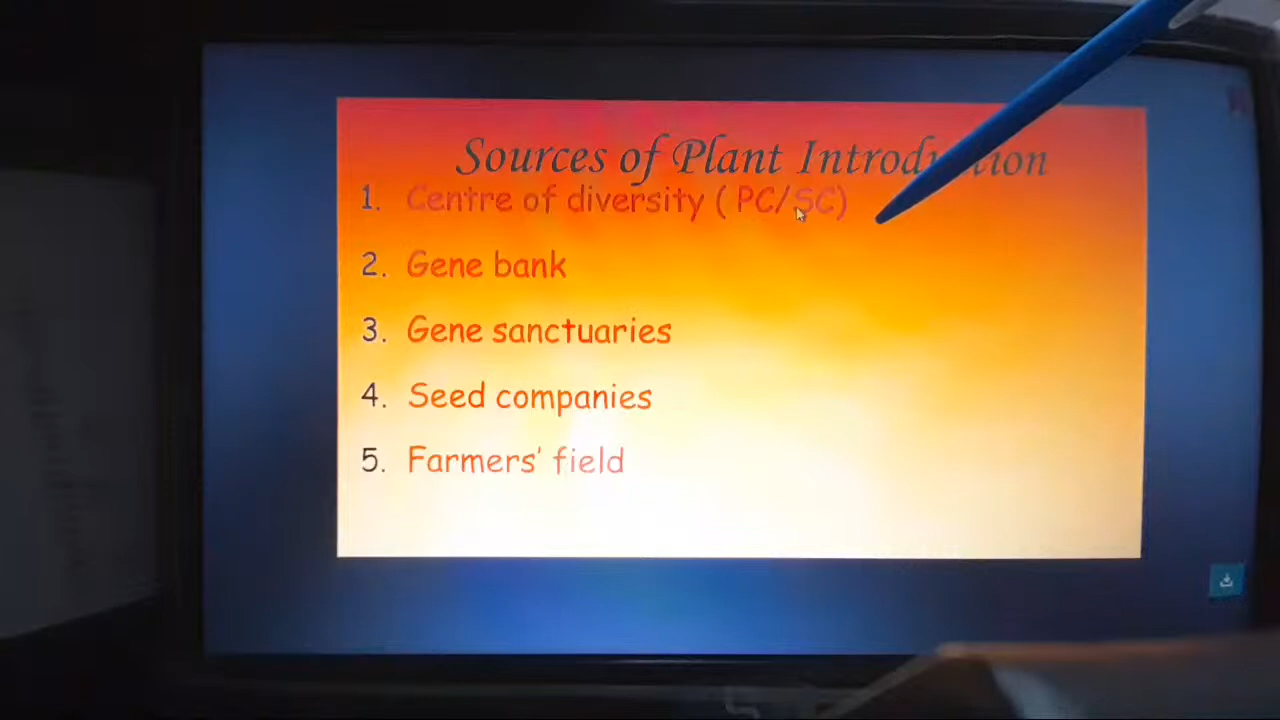 Sources of Plant Introduction
1. Centre of diversity ( PC/SC)
2. Gene bank
3. Gene sanctuaries
4. Seed companies
5. Farmers' field